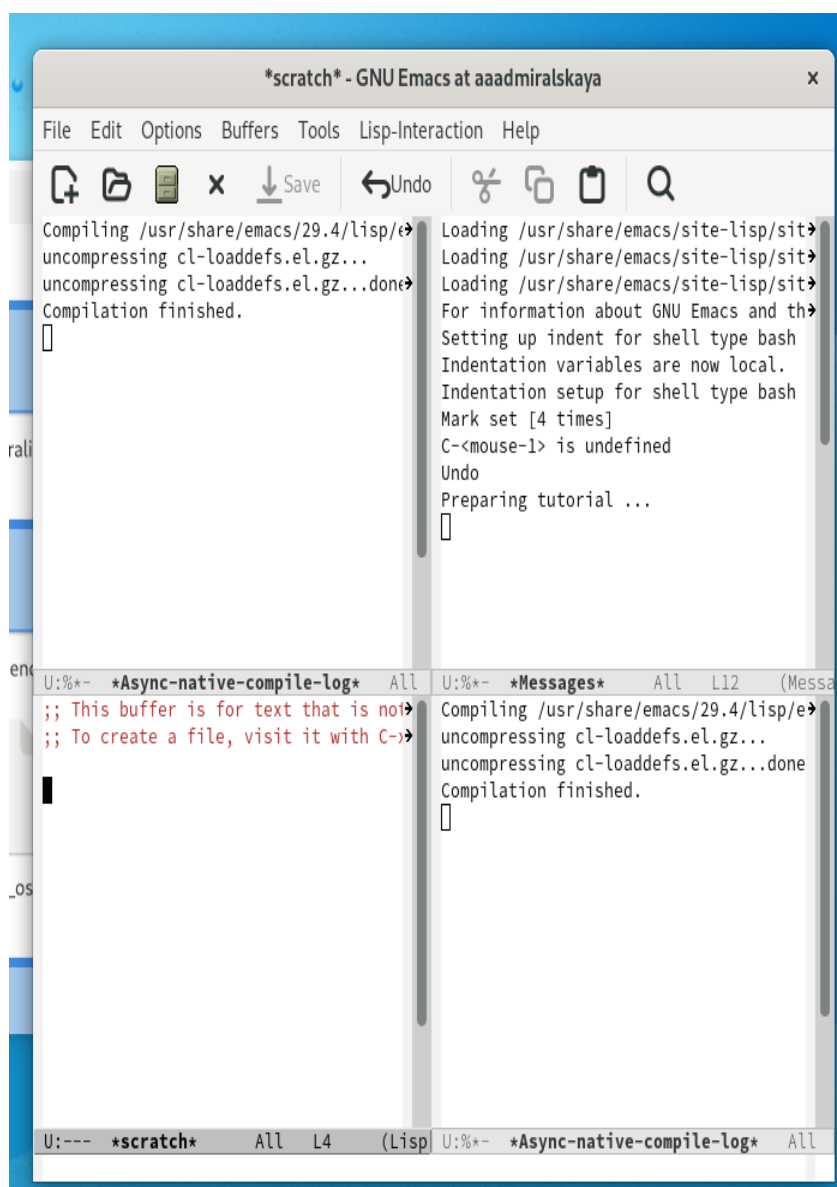 *scratch* - GNU Emacs at aaadmiralskaya
File Edit Options Buffers Tools Lisp-Interaction Help
Save Undo
Compiling /usr/share/emacs/29.4/lisp/e
uncompressing cl-loaddefs.el.gz...
uncompressing cl-loaddefs.el.gz...done
Compilation finished.
U:%*- *Async-native-compile-log* All
Loading /usr/share/emacs/site-lisp/sit
Loading /usr/share/emacs/site-lisp/sit
Loading /usr/share/emacs/site-lisp/sit
For information about GNU Emacs and th
Setting up indent for shell type bash
Indentation variables are now local.
Indentation setup for shell type bash
Mark set [4 times]
C-<mouse-1> is undefined
Undo
Preparing tutorial ...
U:%*- *Messages* All L12 (Messa
;; This buffer is for text that is not
;; To create a file, visit it with C-x
U:--- *scratch* All L4 (Lisp
Compiling /usr/share/emacs/29.4/lisp/e
uncompressing cl-loaddefs.el.gz...
uncompressing cl-loaddefs.el.gz...done
Compilation finished.
U:%*- *Async-native-compile-log* All
rali
enc
_os